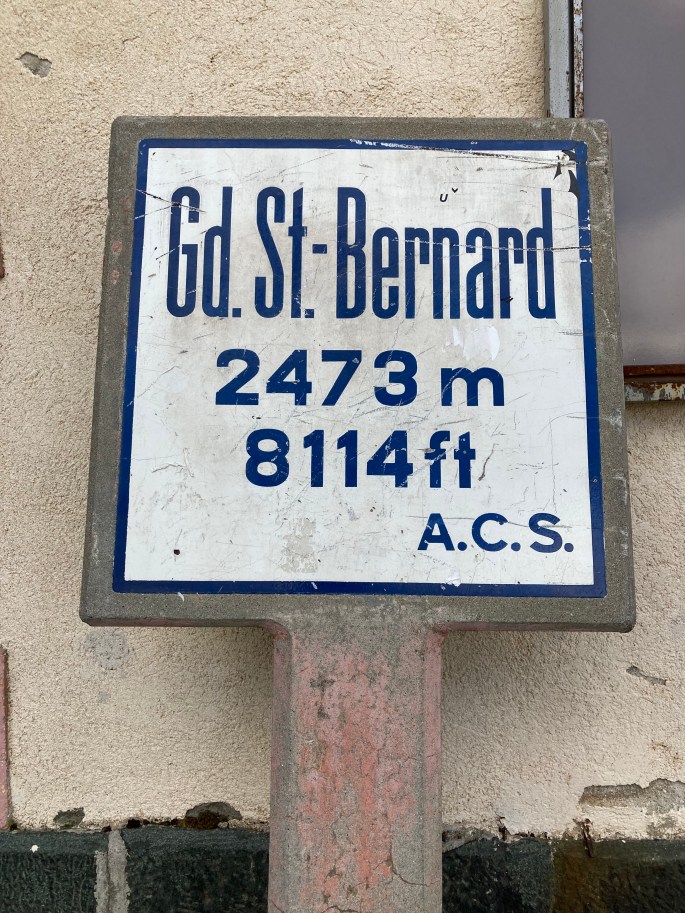 Gd. St.-Bernard
2473 m
8114 ft
A.C.S.